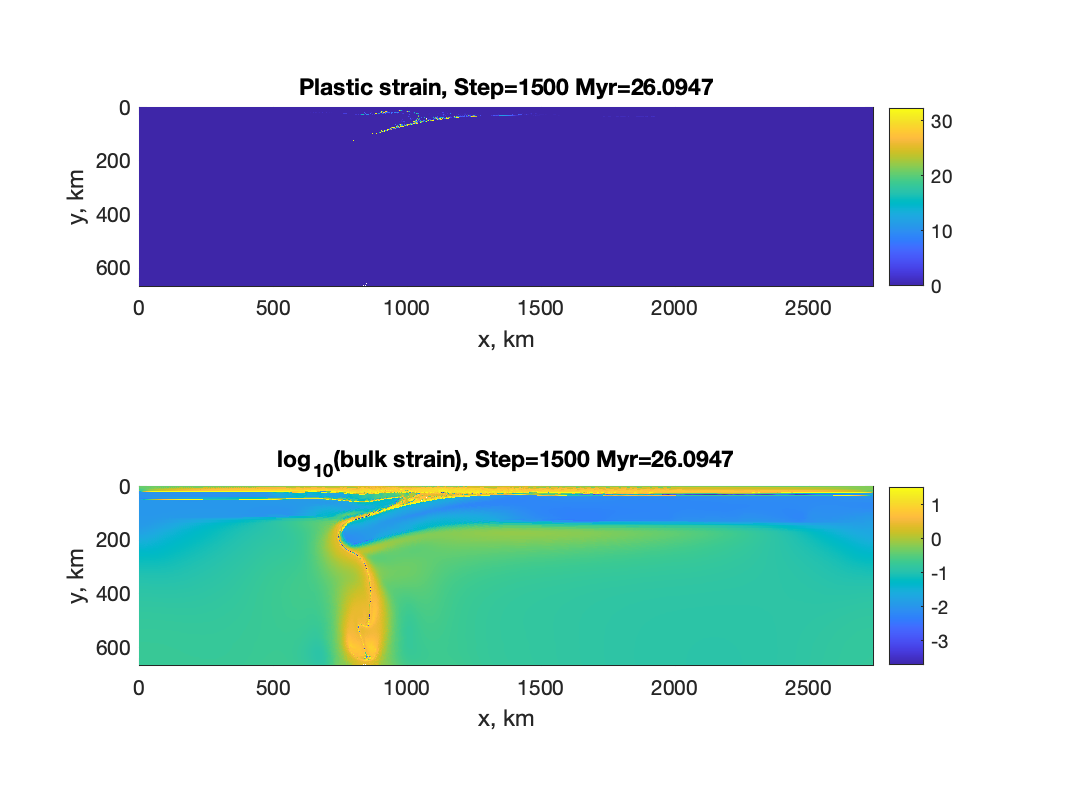 Plastic strain, Step=1500 Myr=26.0947
0
200
400
600
y, km
0 500 1000 1500 2000 2500
x, km
30
20
10
0
log10(bulk strain), Step=1500 Myr=26.0947
0
200
400
600
y, km
0 500 1000 1500 2000 2500
x, km
1
0
-1
-2
-3